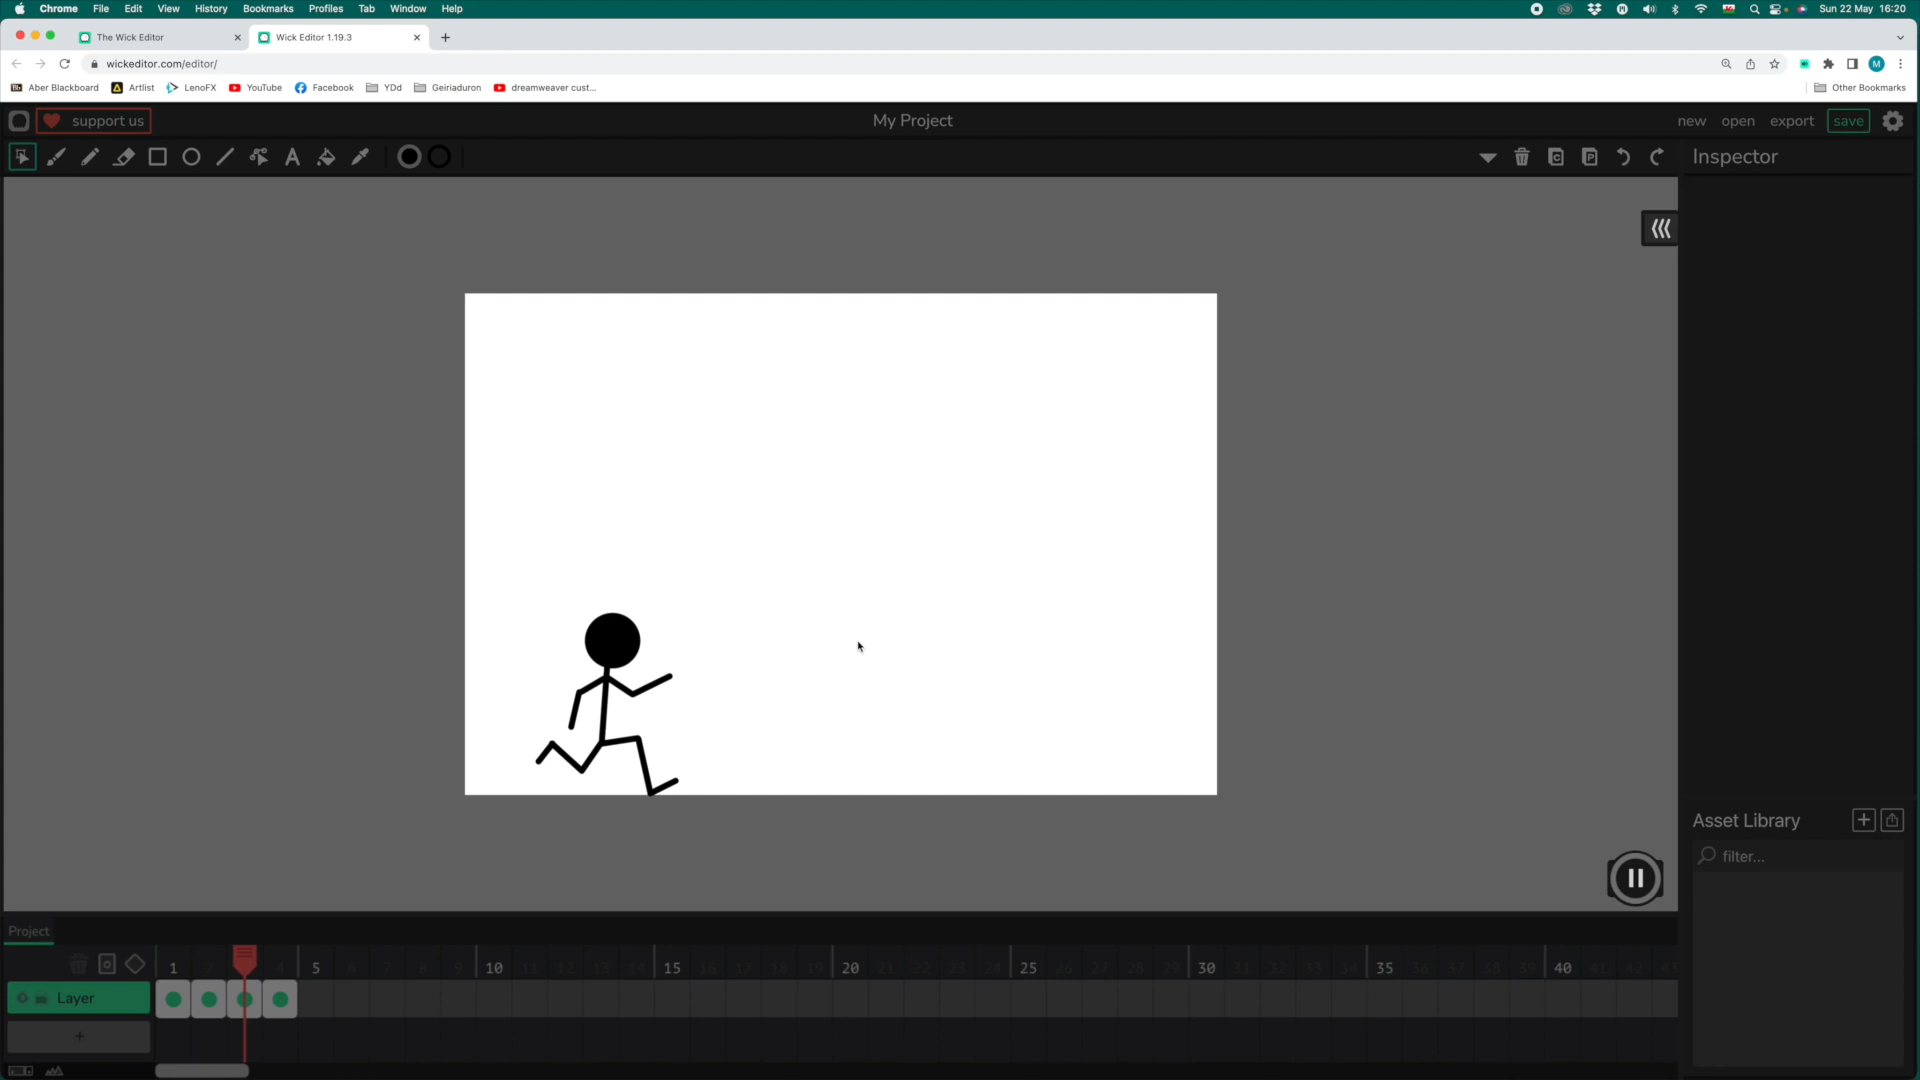 Chrome File Edit View History Bookmarks Profiles Tab Window Help Sun 22 May 16:20
The Wick Editor Wick Editor 1.19.3
wickeditor.com/editor/
Aber Blackboard Artlist LenoFX YouTube Facebook YDd Geiriaduron dreamweaver cust... Other Bookmarks
support us My Project new open export save
Inspector
Asset Library
filter...
Project
1 5 10 15 20 25 30 35 40
Layer